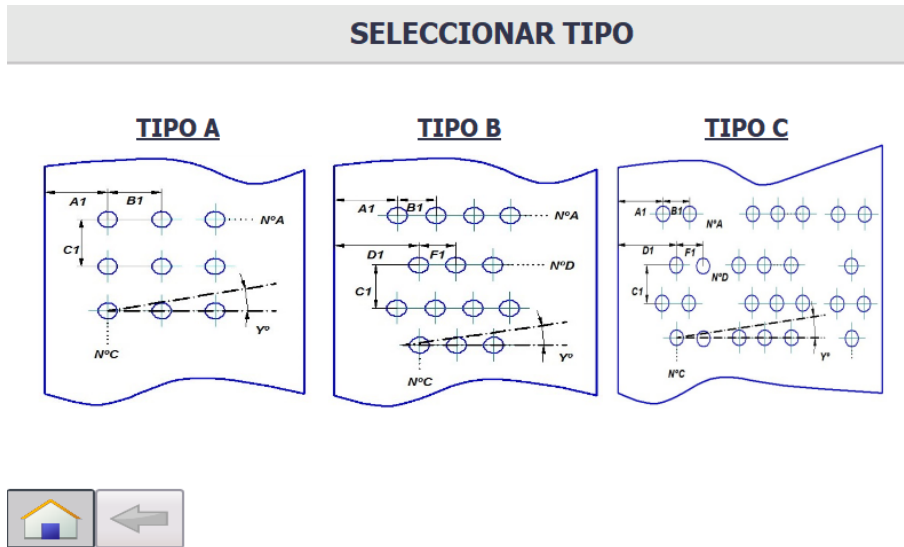 SELECCIONAR TIPO
TIPO A
A1
B1
NºA
C1
Yº
NºC
TIPO B
A1
B1
NºA
D1
F1
NºD
C1
Yº
NºC
TIPO C
A1
B1
NºA
D1
F1
NºD
C1
Yº
NºC